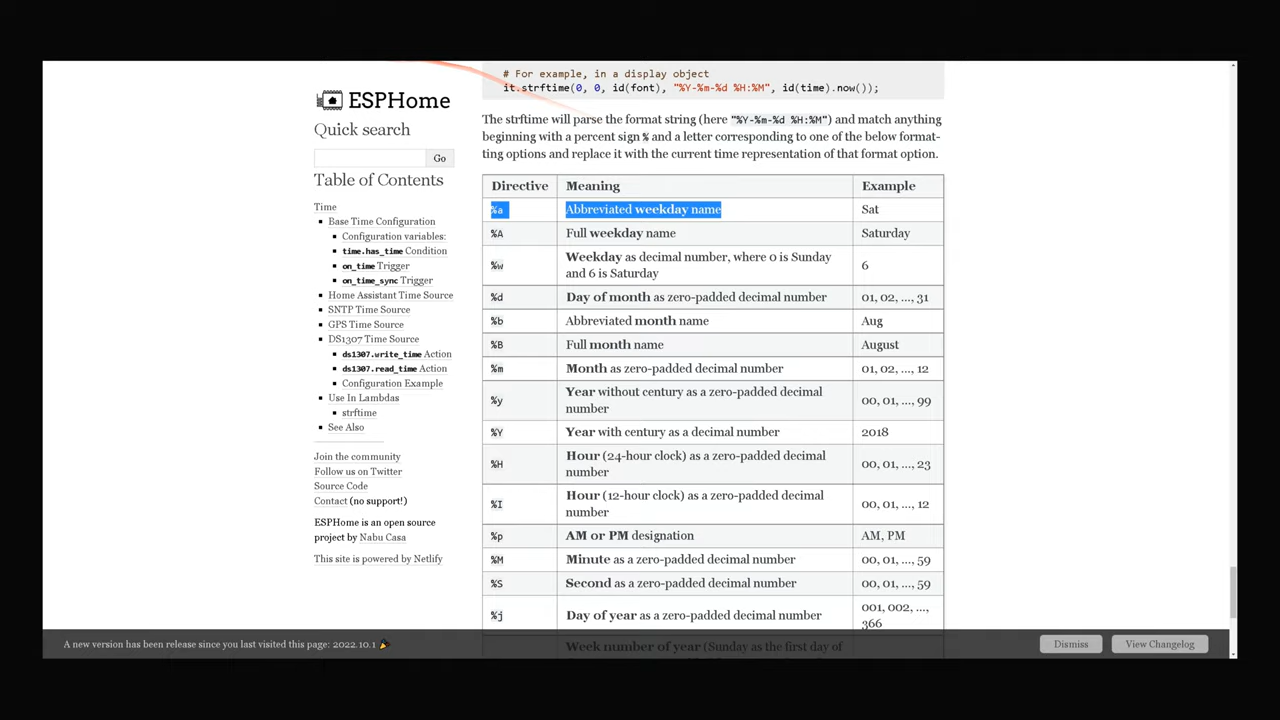 ESPHome
Quick search
Go
Table of Contents
Time
Base Time Configuration
Configuration variables:
time.has_time Condition
on_time Trigger
on_time_sync Trigger
Home Assistant Time Source
SNTP Time Source
GPS Time Source
DS1307 Time Source
ds1307.write_time Action
ds1307.read_time Action
Configuration Example
Use In Lambdas
strftime
See Also
Join the community
Follow us on Twitter
Source Code
Contact (no support!)
ESPHome is an open source
project by Nabu Casa
This site is powered by Netlify
# For example, in a display object
it.strftime(0, 0, id(font), "%Y-%m-%d %H:%M", id(time).now());
The strftime will parse the format string (here "%Y-%m-%d %H:%M") and match anything
beginning with a percent sign % and a letter corresponding to one of the below format-
ting options and replace it with the current time representation of that format option.
Directive Meaning Example
%a Abbreviated weekday name Sat
%A Full weekday name Saturday
%w Weekday as decimal number, where 0 is Sunday
and 6 is Saturday 6
%d Day of month as zero-padded decimal number 01, 02, ..., 31
%b Abbreviated month name Aug
%B Full month name August
%m Month as zero-padded decimal number 01, 02, ..., 12
%y Year without century as a zero-padded decimal
number 00, 01, ..., 99
%Y Year with century as a decimal number 2018
%H Hour (24-hour clock) as a zero-padded decimal
number 00, 01, ..., 23
%I Hour (12-hour clock) as a zero-padded decimal
number 00, 01, ..., 12
%p AM or PM designation AM, PM
%M Minute as a zero-padded decimal number 00, 01, ..., 59
%S Second as a zero-padded decimal number 00, 01, ..., 59
%j Day of year as a zero-padded decimal number 001, 002, ...,
366
Week number of year (Sunday as the first day of
A new version has been release since you last visited this page: 2022.10.1 🎉
Dismiss
View Changelog